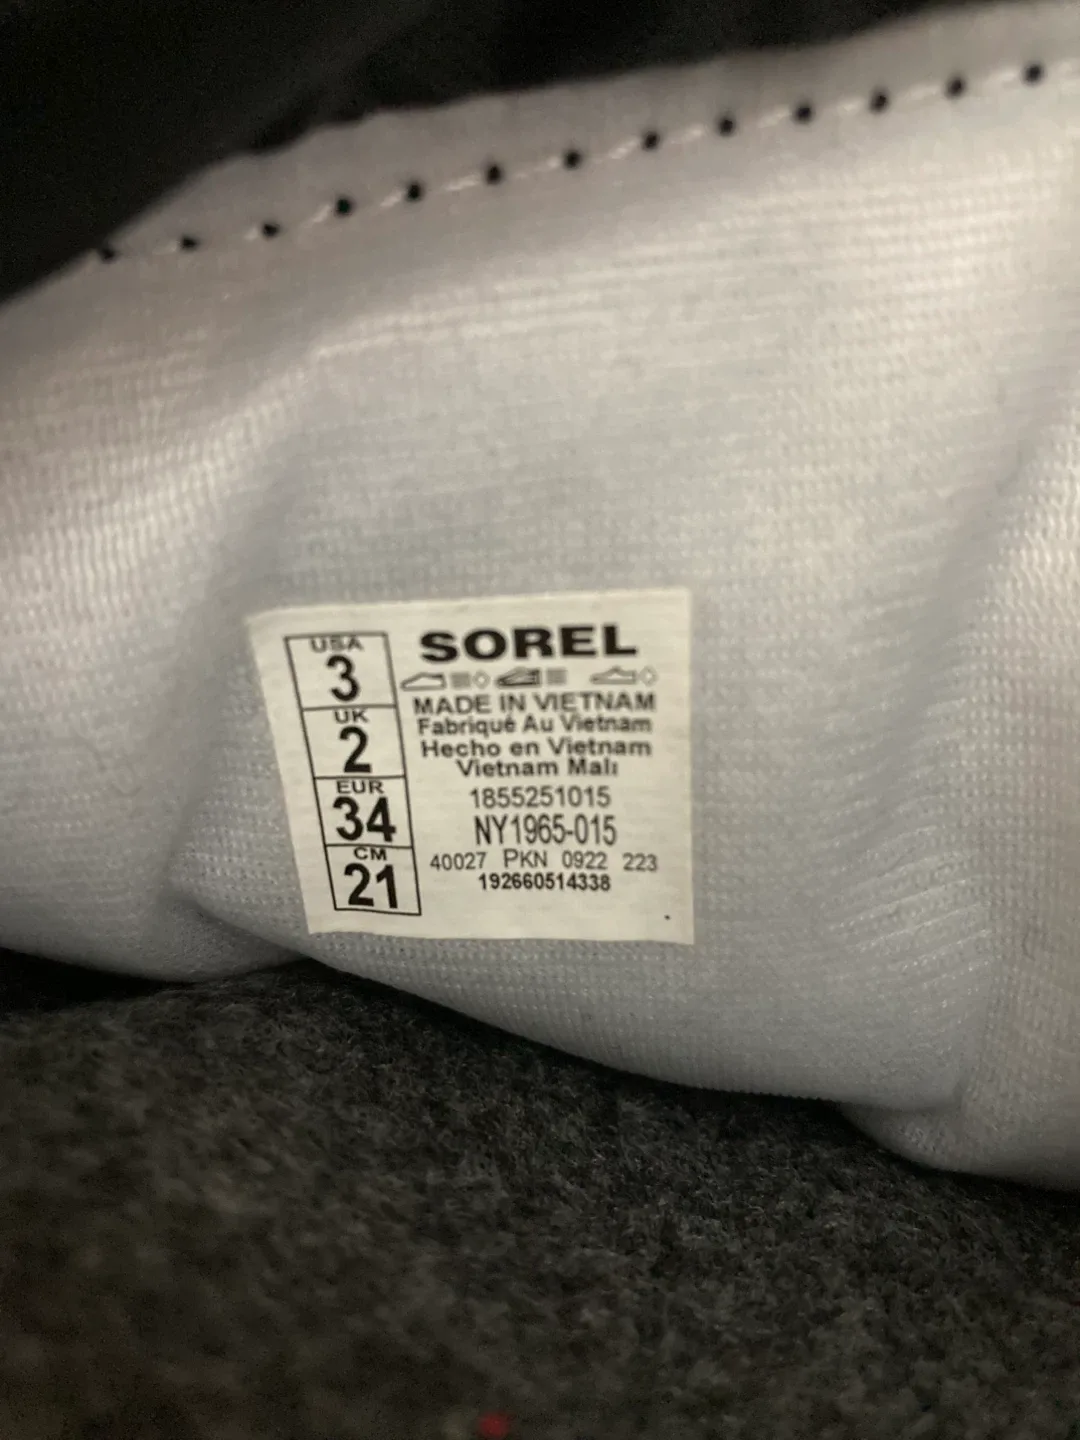 USA
3
UK
2
EUR
34
CM
21
SOREL
MADE IN VIETNAM
Fabriqué Au Vietnam
Hecho en Vietnam
Vietnam Malı
1855251015
NY1965-015
40027 PKN 0922 223
192660514338